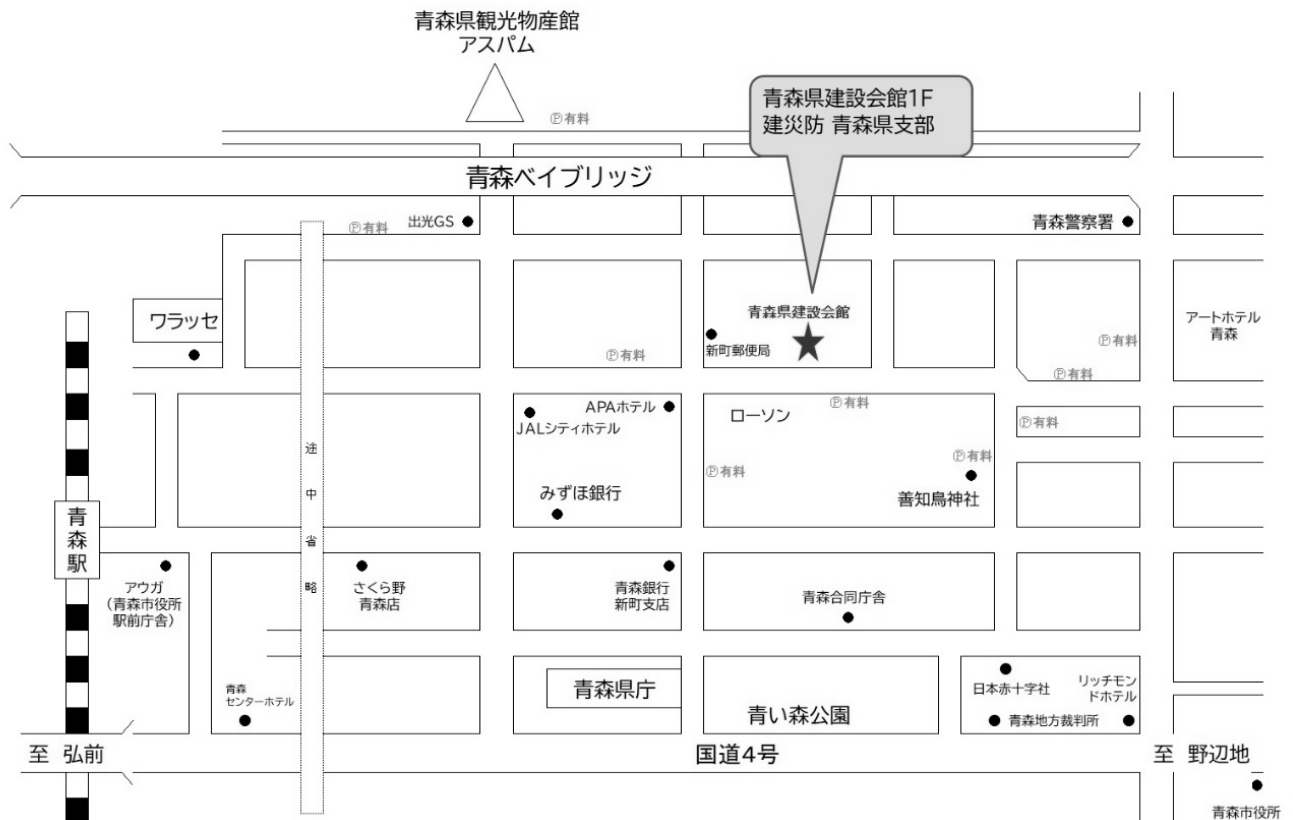 青森県観光物産館
アスパム
Ⓟ有料
青森県建設会館1F
建災防 青森県支部
青森ベイブリッジ
Ⓟ有料
出光GS
青森警察署
ワラッセ
青森県建設会館
新町郵便局
Ⓟ有料
Ⓟ有料
Ⓟ有料
アートホテル
青森
APAホテル
JALシティホテル
ローソン
Ⓟ有料
Ⓟ有料
Ⓟ有料
Ⓟ有料
途中省略
みずほ銀行
善知鳥神社
青森駅
アウガ
(青森市役所
駅前庁舎)
さくら野
青森店
青森銀行
新町支店
青森合同庁舎
青森
センターホテル
青森県庁
青い森公園
日本赤十字社
リッチモン
ドホテル
青森地方裁判所
至 弘前
国道4号
至 野辺地
青森市役所